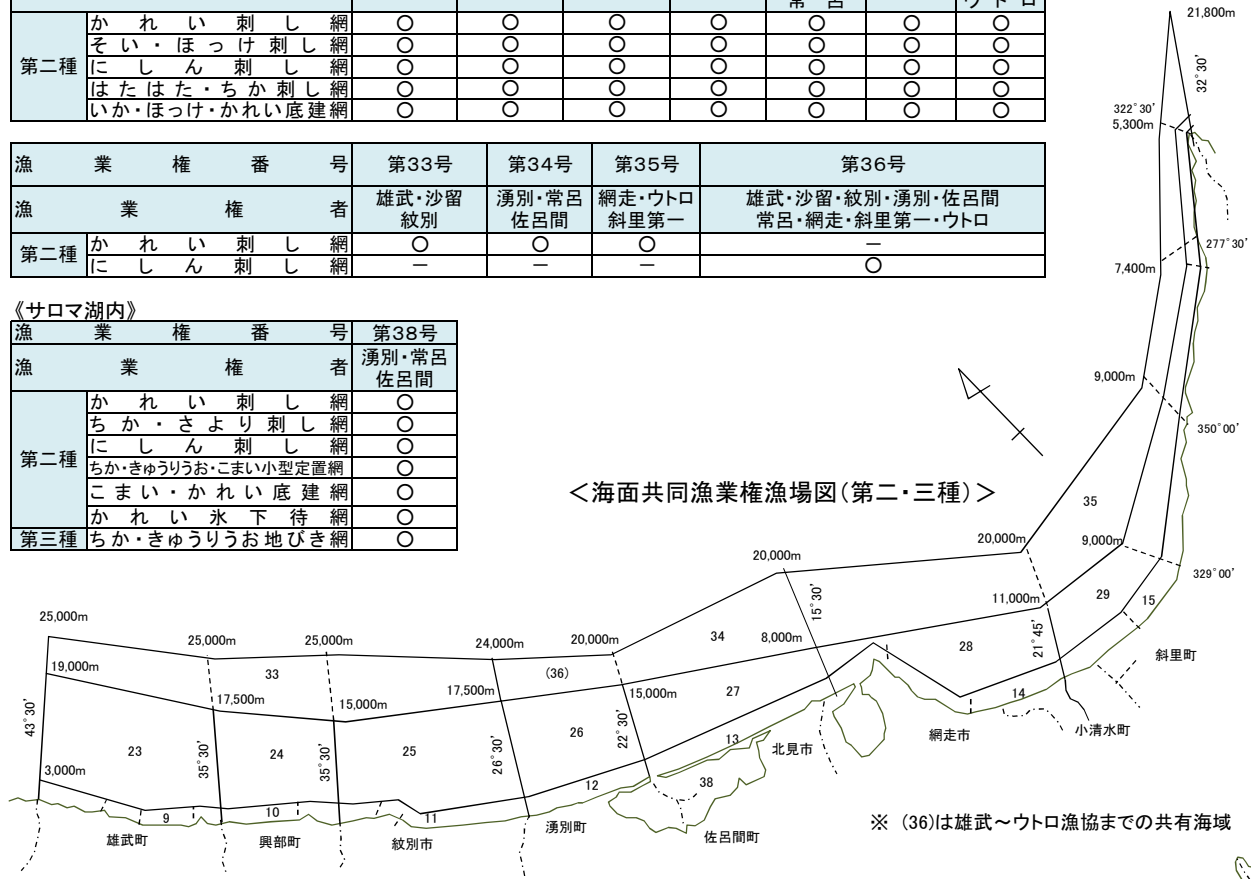 常 呂 ウ ト ロ
第二種 かれい刺し網 ○ ○ ○ ○ ○ ○ ○
そい・ほっけ刺し網 ○ ○ ○ ○ ○ ○ ○
にしん刺し網 ○ ○ ○ ○ ○ ○ ○
はたはた・ちか刺し網 ○ ○ ○ ○ ○ ○ ○
いか・ほっけ・かれい底建網 ○ ○ ○ ○ ○ ○ ○
漁業権番号 第33号 第34号 第35号 第36号
漁業権者 雄武・沙留 紋別 湧別・常呂 佐呂間 網走・ウトロ 斜里第一 雄武・沙留・紋別・湧別・佐呂間 常呂・網走・斜里第一・ウトロ
第二種 かれい刺し網 ○ ○ ○ －
にしん刺し網 － － － ○
《サロマ湖内》
漁業権番号 第38号
漁業権者 湧別・常呂 佐呂間
第二種 かれい刺し網 ○
ちか・さより刺し網 ○
にしん刺し網 ○
ちか・きゅうりうお・こまい小型定置網 ○
こまい・かれい底建網 ○
かれい氷下待網 ○
第三種 ちか・きゅうりうお地びき網 ○
＜海面共同漁業権漁場図(第二・三種)＞
21,800m
32°30'
322°30'
5,300m
277°30'
7,400m
9,000m
350°00'
35
20,000m
9,000m
20,000m
329°00'
11,000m
29
15
15°30'
34
8,000m
28
21°45'
斜里町
25,000m
25,000m
25,000m
24,000m
20,000m
19,000m
33
(36)
17,500m
15,000m
17,500m
15,000m
27
14
小清水町
43°30'
23
35°30'
24
35°30'
25
26°30'
26
22°30'
13
北見市
網走市
3,000m
9
10
11
12
38
雄武町
興部町
紋別市
湧別町
佐呂間町
※ (36)は雄武～ウトロ漁協までの共有海域